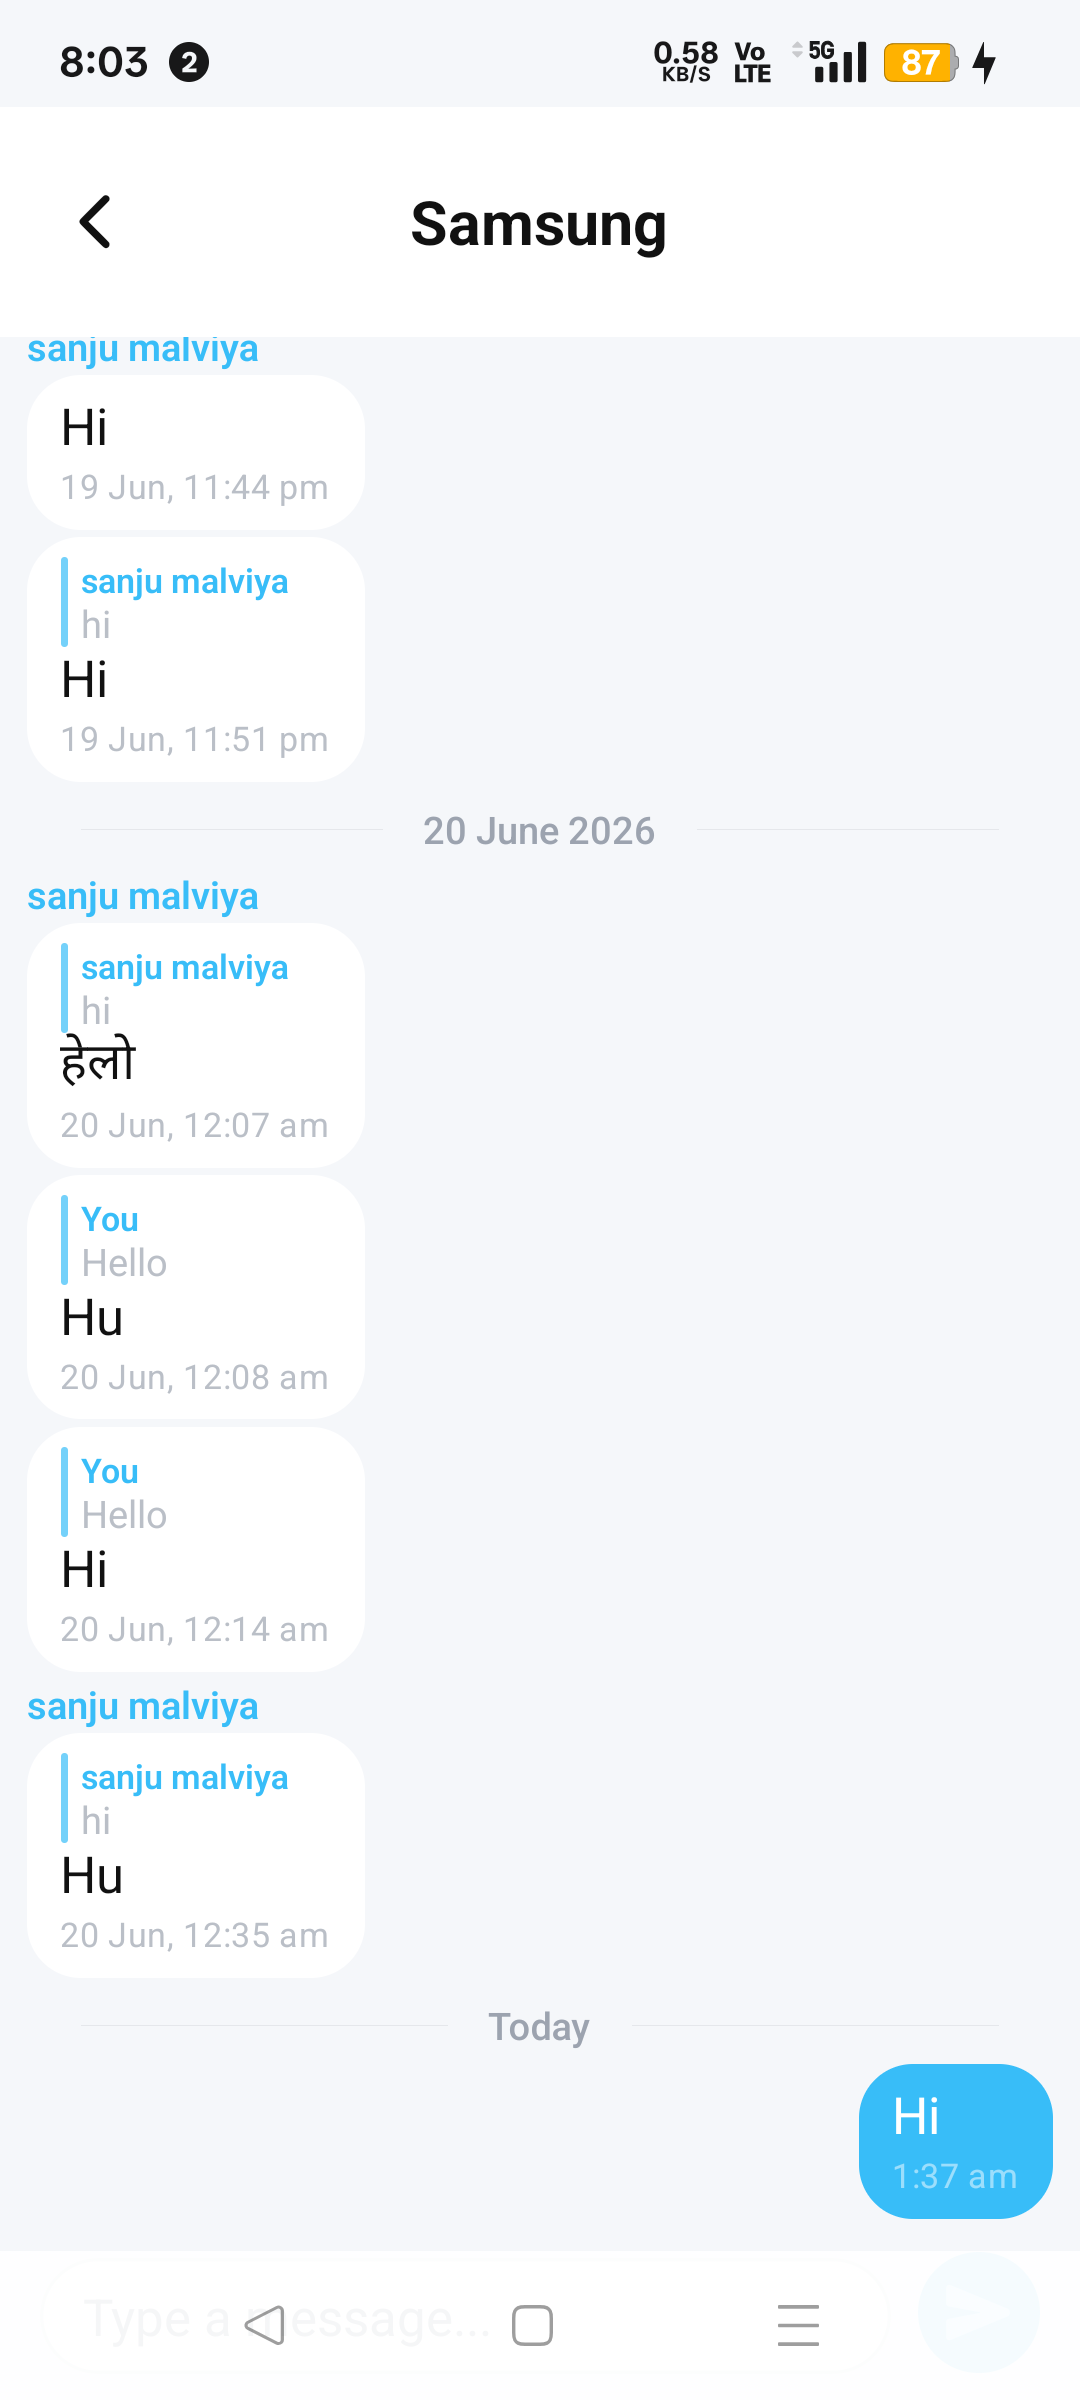 8:03 2 0.58 KB/S Vo LTE 5G 87
Samsung
sanju malviya
Hi
19 Jun, 11:44 pm
sanju malviya
hi
Hi
19 Jun, 11:51 pm
20 June 2026
sanju malviya
sanju malviya
hi
हेलो
20 Jun, 12:07 am
You
Hello
Hu
20 Jun, 12:08 am
You
Hello
Hi
20 Jun, 12:14 am
sanju malviya
sanju malviya
hi
Hu
20 Jun, 12:35 am
Today
Hi
1:37 am
Type a message...